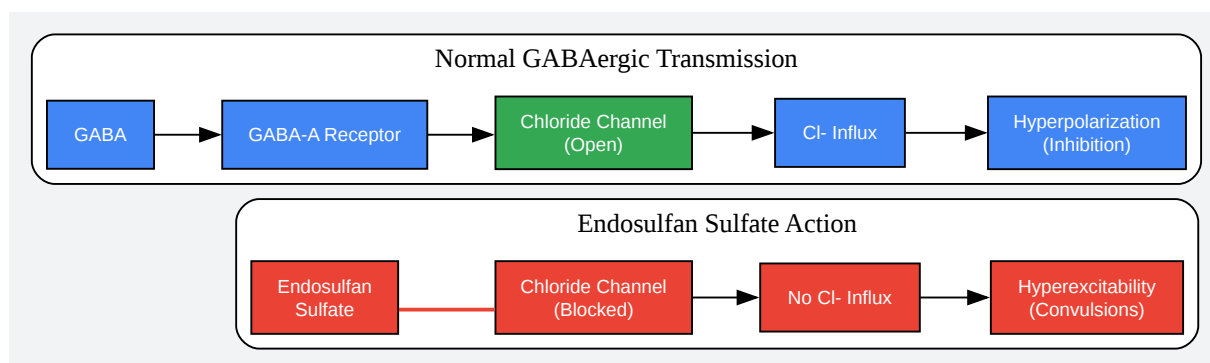 Normal GABAergic Transmission
GABA
GABA-A Receptor
Chloride Channel
(Open)
Cl- Influx
Hyperpolarization
(Inhibition)
Endosulfan Sulfate Action
Endosulfan
Sulfate
Chloride Channel
(Blocked)
No Cl- Influx
Hyperexcitability
(Convulsions)